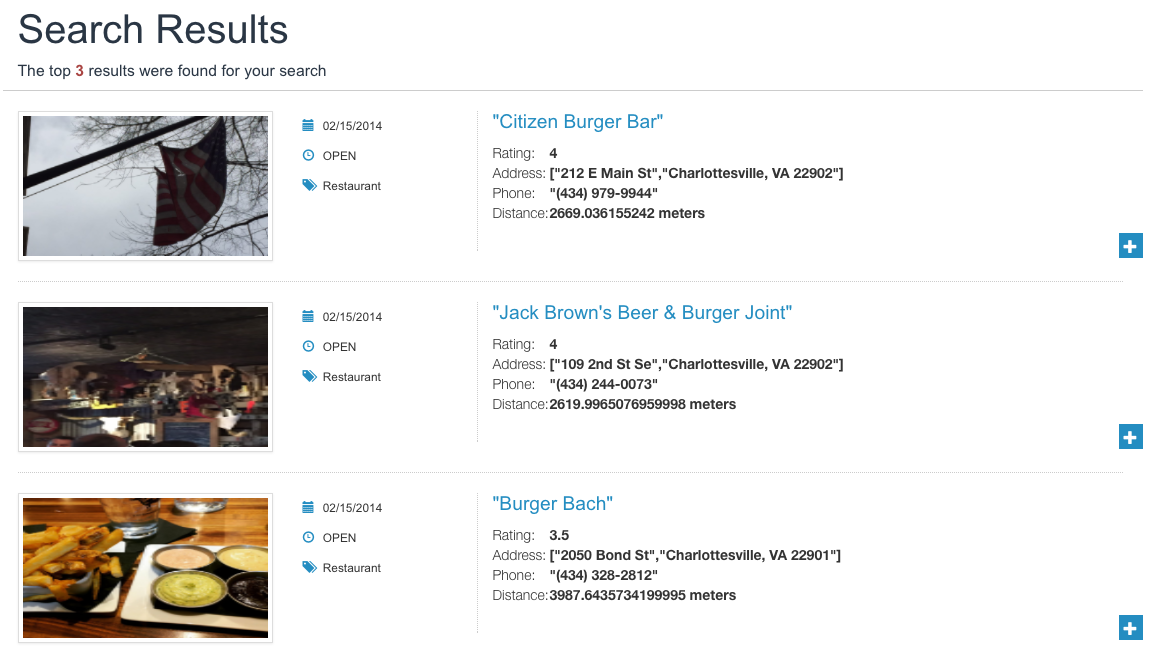 Search Results
The top 3 results were found for your search
02/15/2014
OPEN
Restaurant
"Citizen Burger Bar"
Rating: 4
Address: ["212 E Main St","Charlottesville, VA 22902"]
Phone: "(434) 979-9944"
Distance:2669.036155242 meters
02/15/2014
OPEN
Restaurant
"Jack Brown's Beer & Burger Joint"
Rating: 4
Address: ["109 2nd St Se","Charlottesville, VA 22902"]
Phone: "(434) 244-0073"
Distance:2619.9965076959998 meters
02/15/2014
OPEN
Restaurant
"Burger Bach"
Rating: 3.5
Address: ["2050 Bond St","Charlottesville, VA 22901"]
Phone: "(434) 328-2812"
Distance:3987.6435734199995 meters